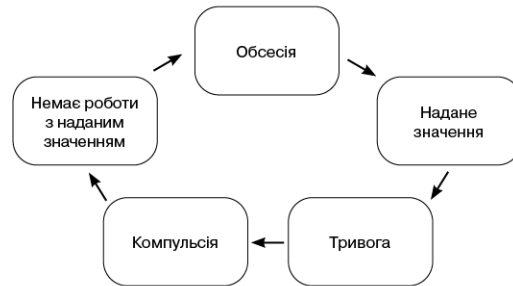 Обсесія
Надане
значення
Тривога
Компульсія
Немає роботи
з наданим
значенням